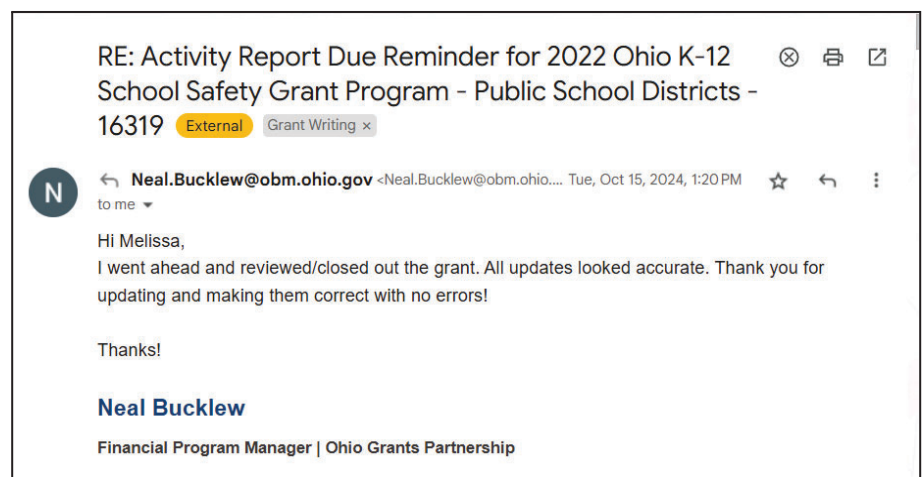 RE: Activity Report Due Reminder for 2022 Ohio K-12
School Safety Grant Program - Public School Districts -
16319 External Grant Writing ×
N
Neal.Bucklew@obm.ohio.gov <Neal.Bucklew@obm.ohio.... Tue, Oct 15, 2024, 1:20 PM
to me
Hi Melissa,
I went ahead and reviewed/closed out the grant. All updates looked accurate. Thank you for
updating and making them correct with no errors!
Thanks!
Neal Bucklew
Financial Program Manager | Ohio Grants Partnership